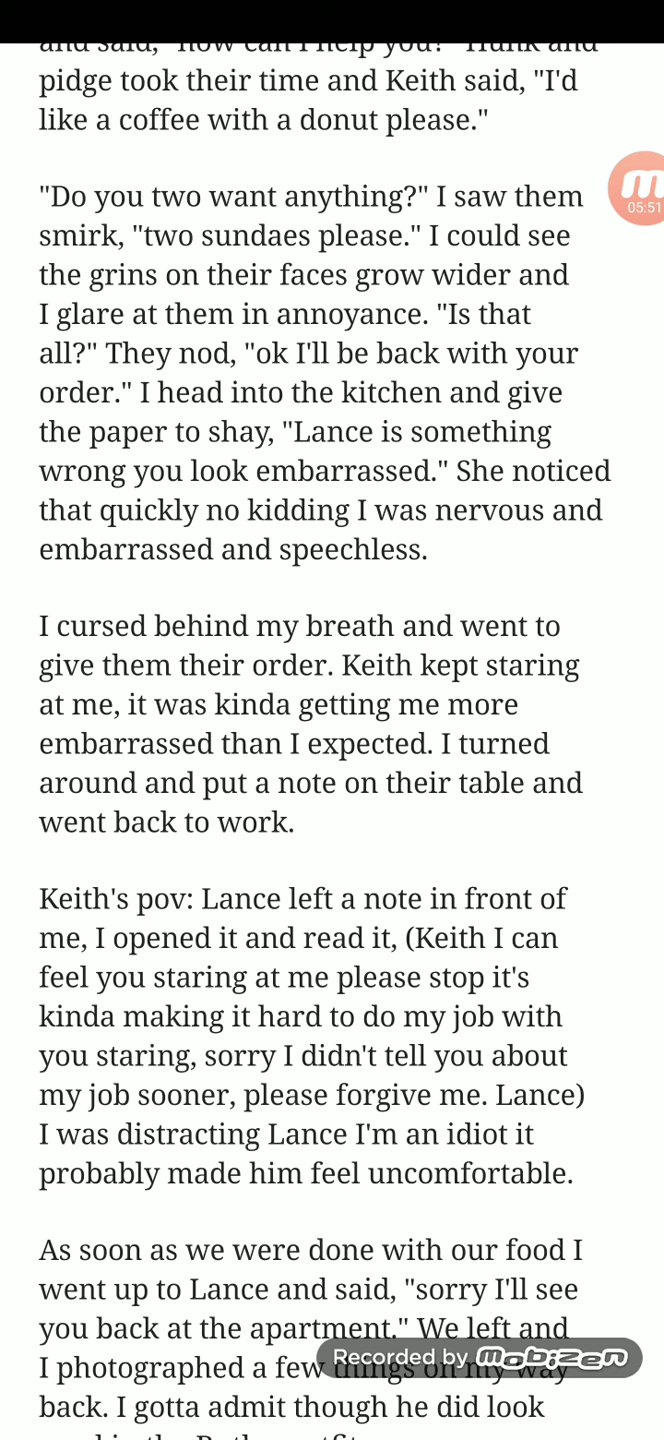 and said, "how can I help you?" Hunk and
pidge took their time and Keith said, "I'd
like a coffee with a donut please."
"Do you two want anything?" I saw them
05:51
smirk, "two sundaes please." I could see
the grins on their faces grow wider and
I glare at them in annoyance. "Is that
all?" They nod, "ok I'll be back with your
order." I head into the kitchen and give
the paper to shay, "Lance is something
wrong you look embarrassed." She noticed
that quickly no kidding I was nervous and
embarrassed and speechless.
I cursed behind my breath and went to
give them their order. Keith kept staring
at me, it was kinda getting me more
embarrassed than I expected. I turned
around and put a note on their table and
went back to work.
Keith's pov: Lance left a note in front of
me, I opened it and read it, (Keith I can
feel you staring at me please stop it's
kinda making it hard to do my job with
you staring, sorry I didn't tell you about
my job sooner, please forgive me. Lance)
I was distracting Lance I'm an idiot it
probably made him feel uncomfortable.
As soon as we were done with our food I
went up to Lance and said, "sorry I'll see
you back at the apartment." We left and
I photographed a few things on my way
Recorded by mobizen
back. I gotta admit though he did look